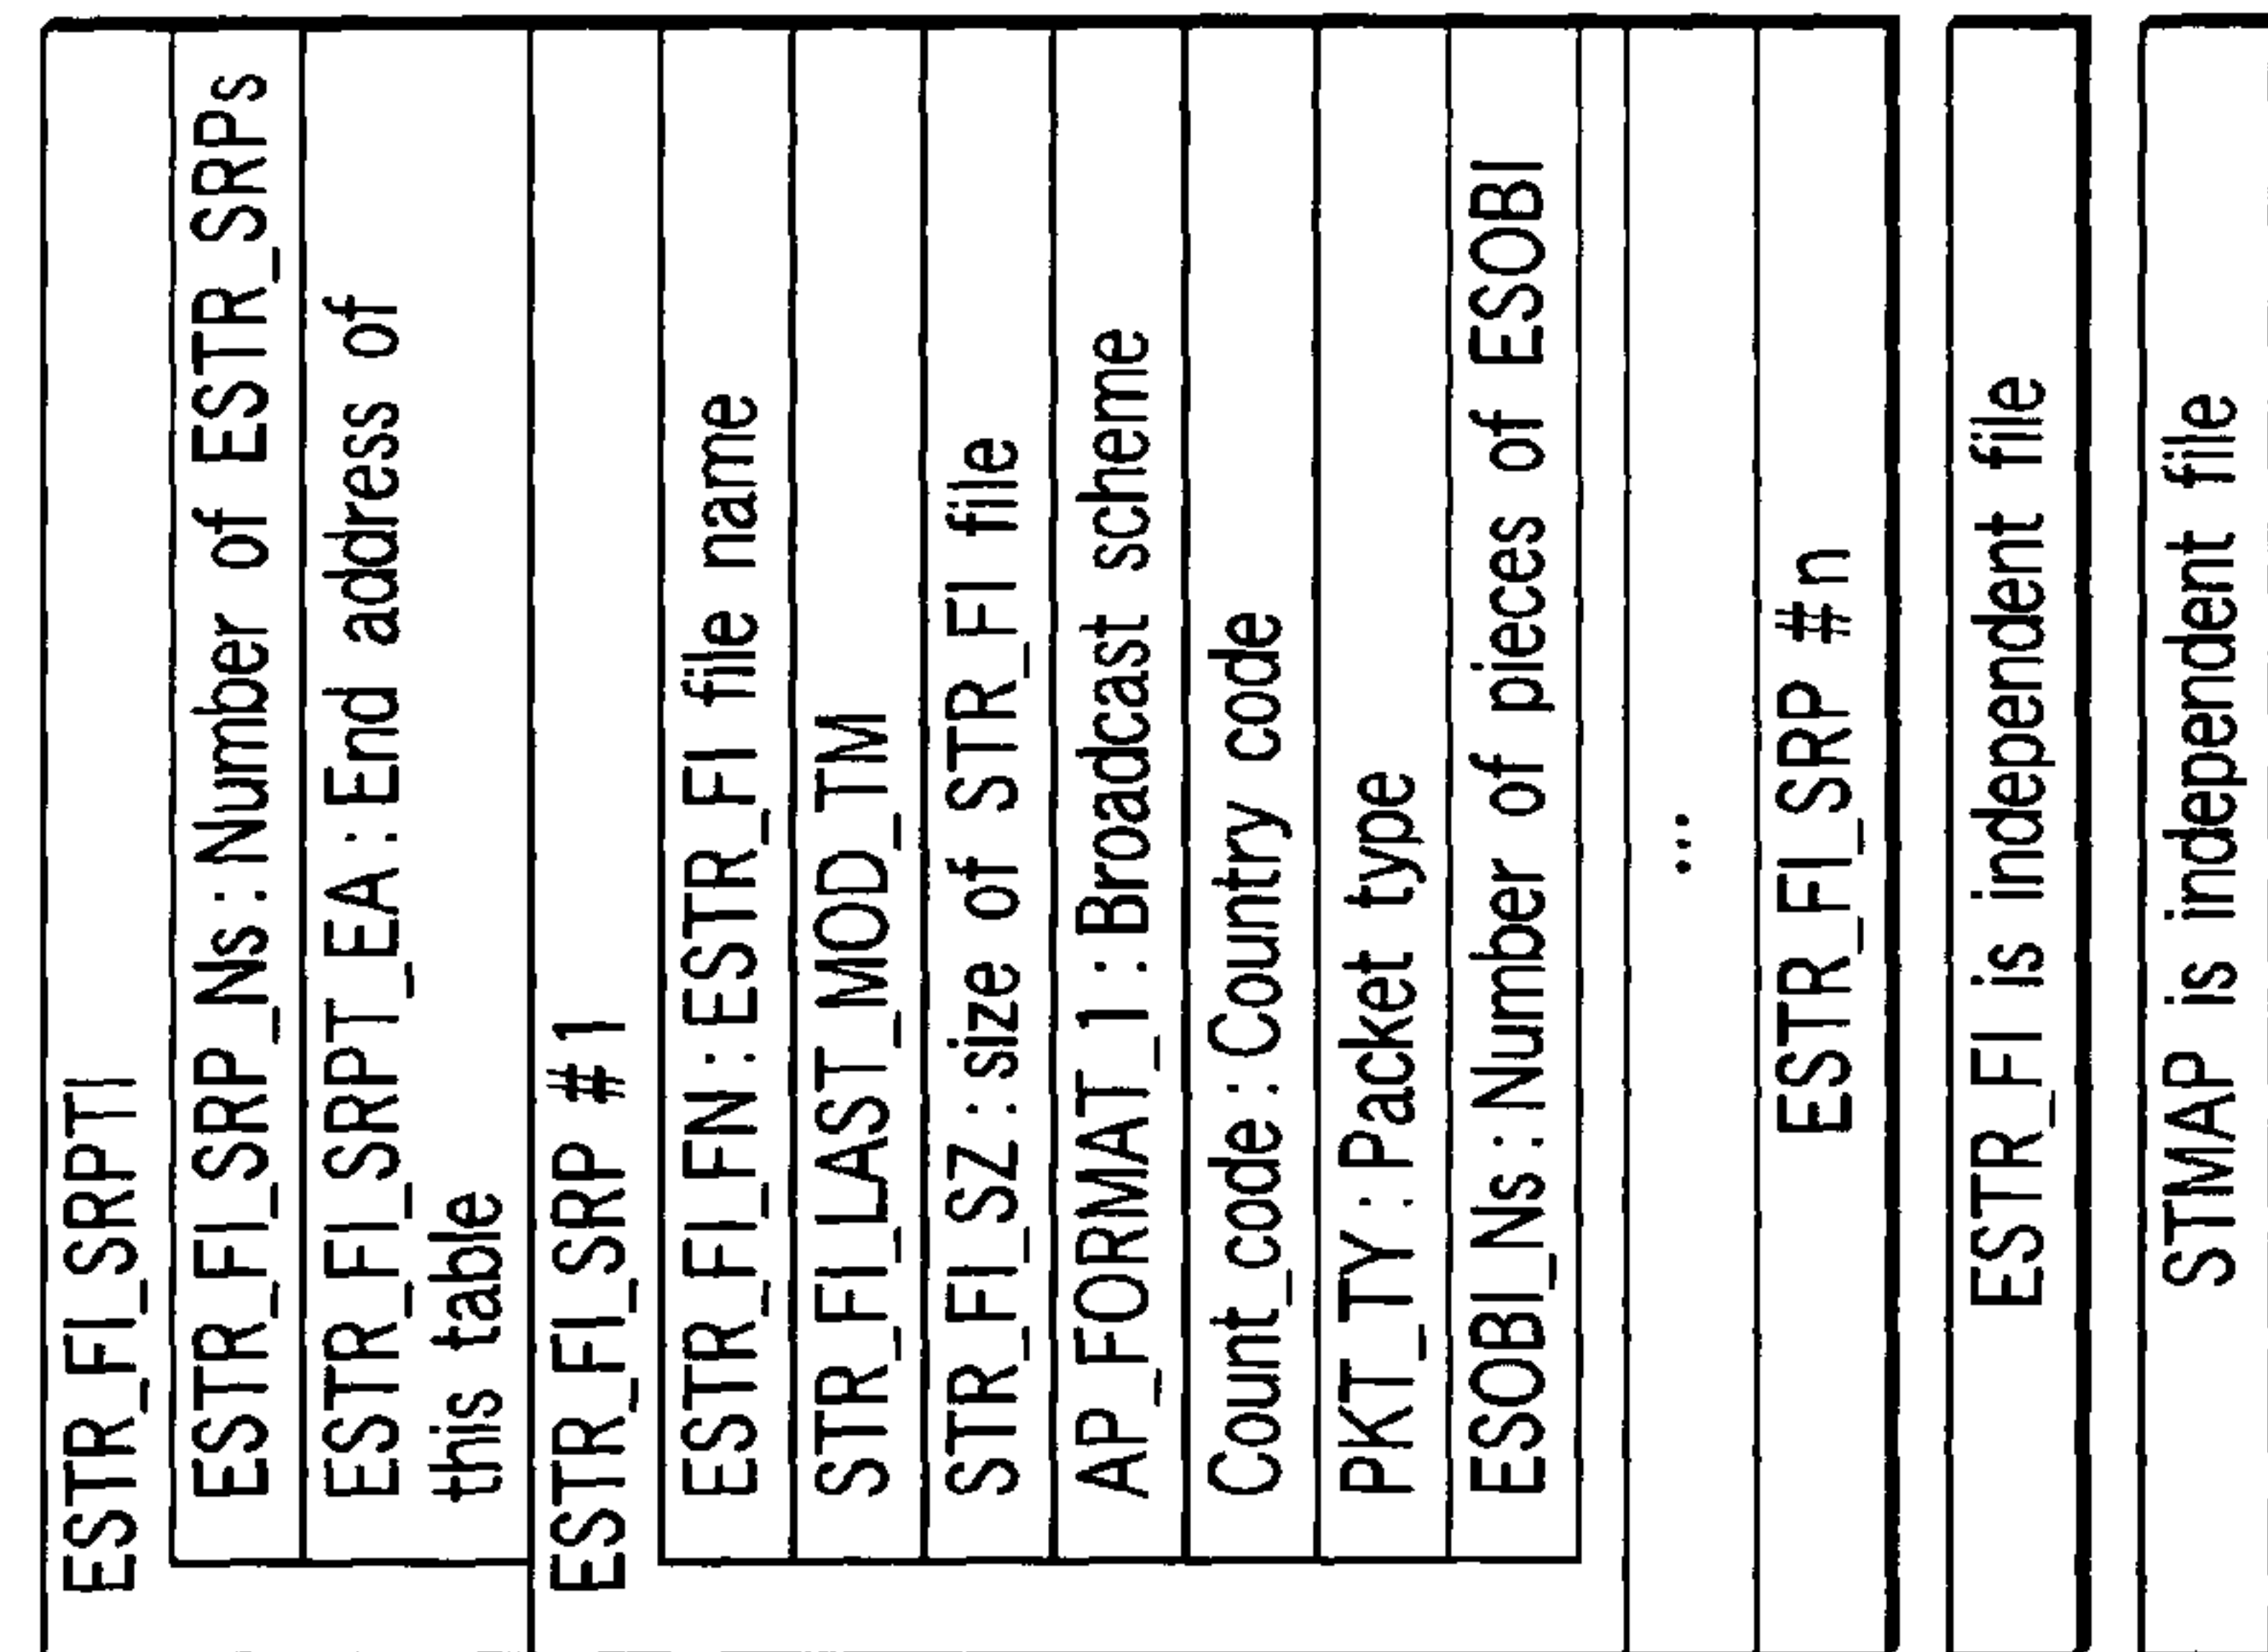 ESTR_FI_SRPTI
ESTR_FI_SRP_Ns : Number of ESTR_SRPs
ESTR_FI_SRPT_EA : End address of
this table
ESTR_FI_SRP #1
ESTR_FI_FN : ESTR_FI file name
STR_FI_LAST_MOD_TM
STR_FI_SZ : size of STR_FI file
AP_FORMAT_1 : Broadcast scheme
Count_code : Country code
PKT_TY : Packet type
ESOBI_Ns : Number of pieces of ESOBI
...
ESTR_FI_SRP #n
ESTR_FI is independent file
STMAP is independent file